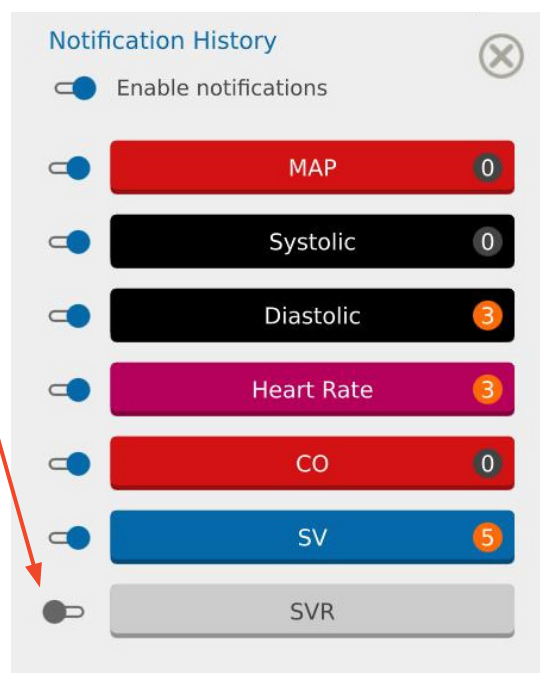 Notification History
Enable notifications
MAP 0
Systolic 0
Diastolic 3
Heart Rate 3
CO 0
SV 5
SVR